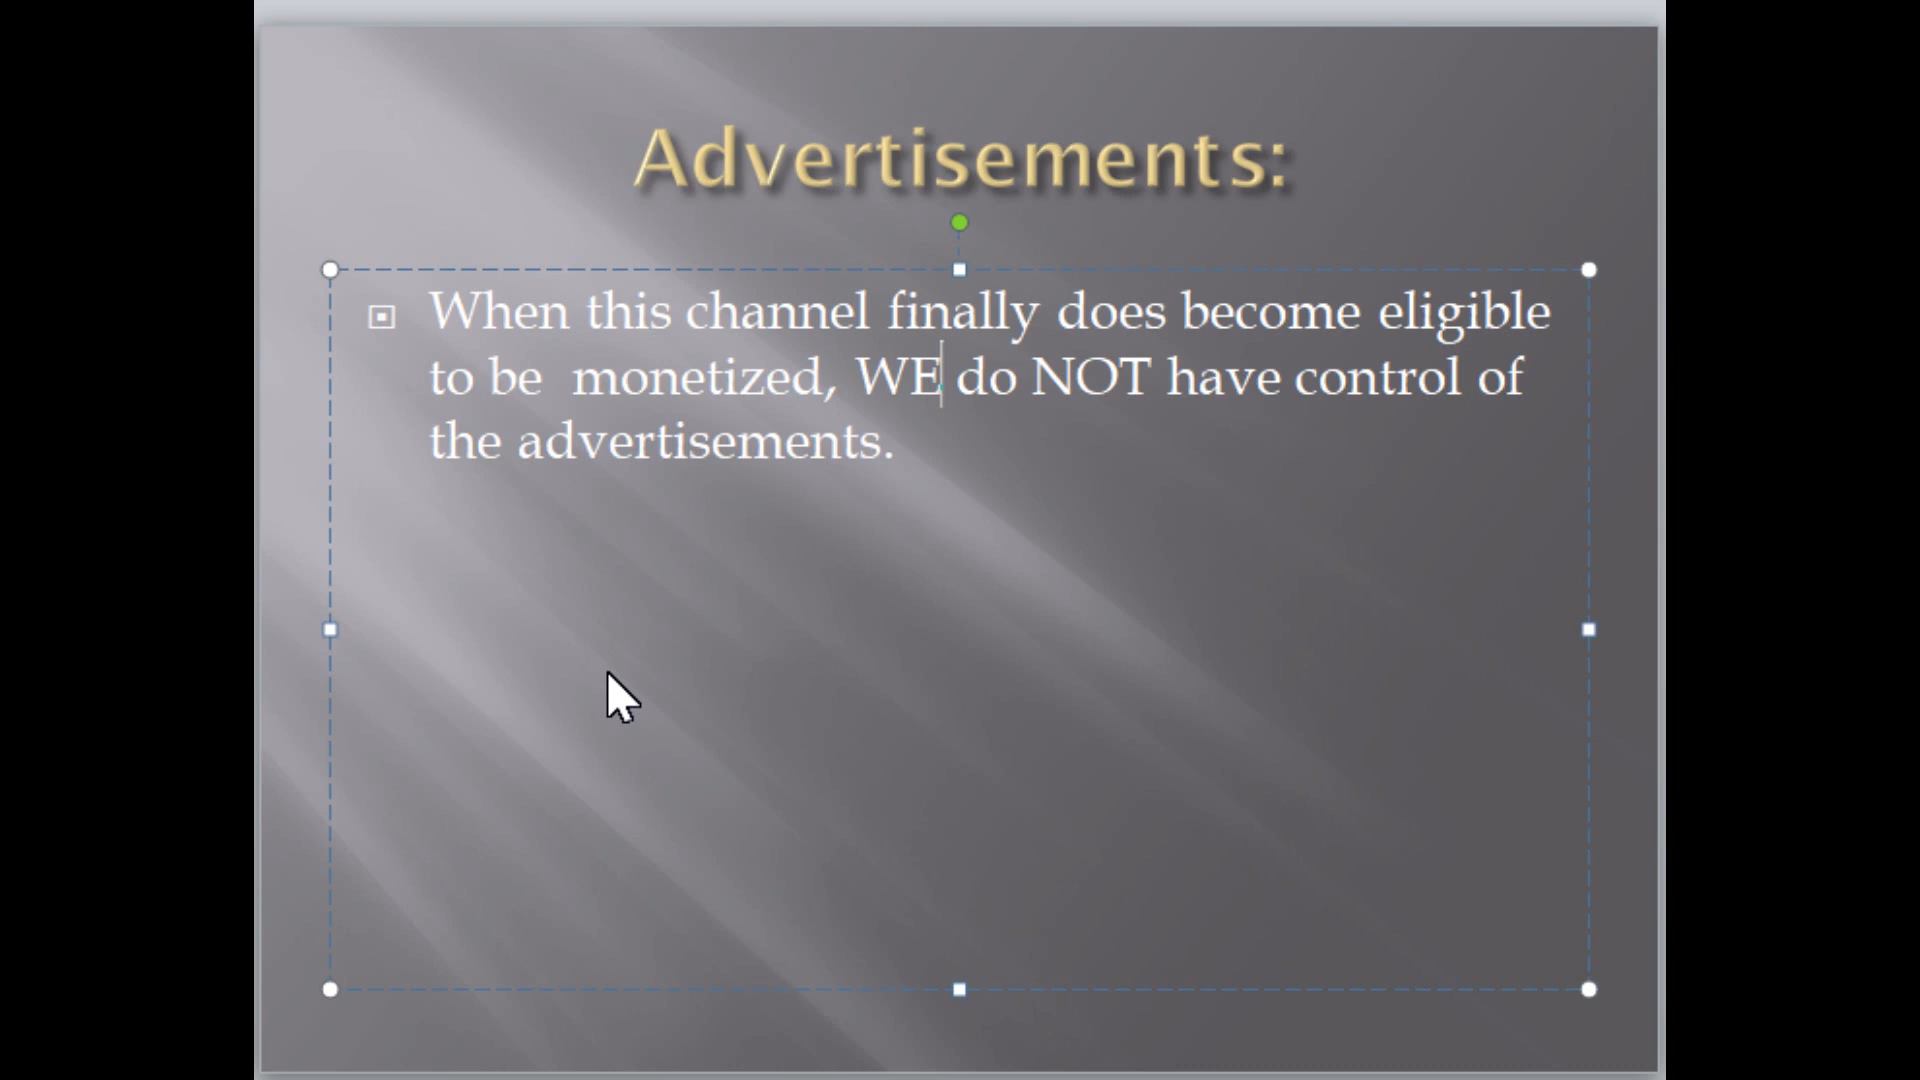 Advertisements:
When this channel finally does become eligible
to be  monetized, WE do NOT have control of
the advertisements.